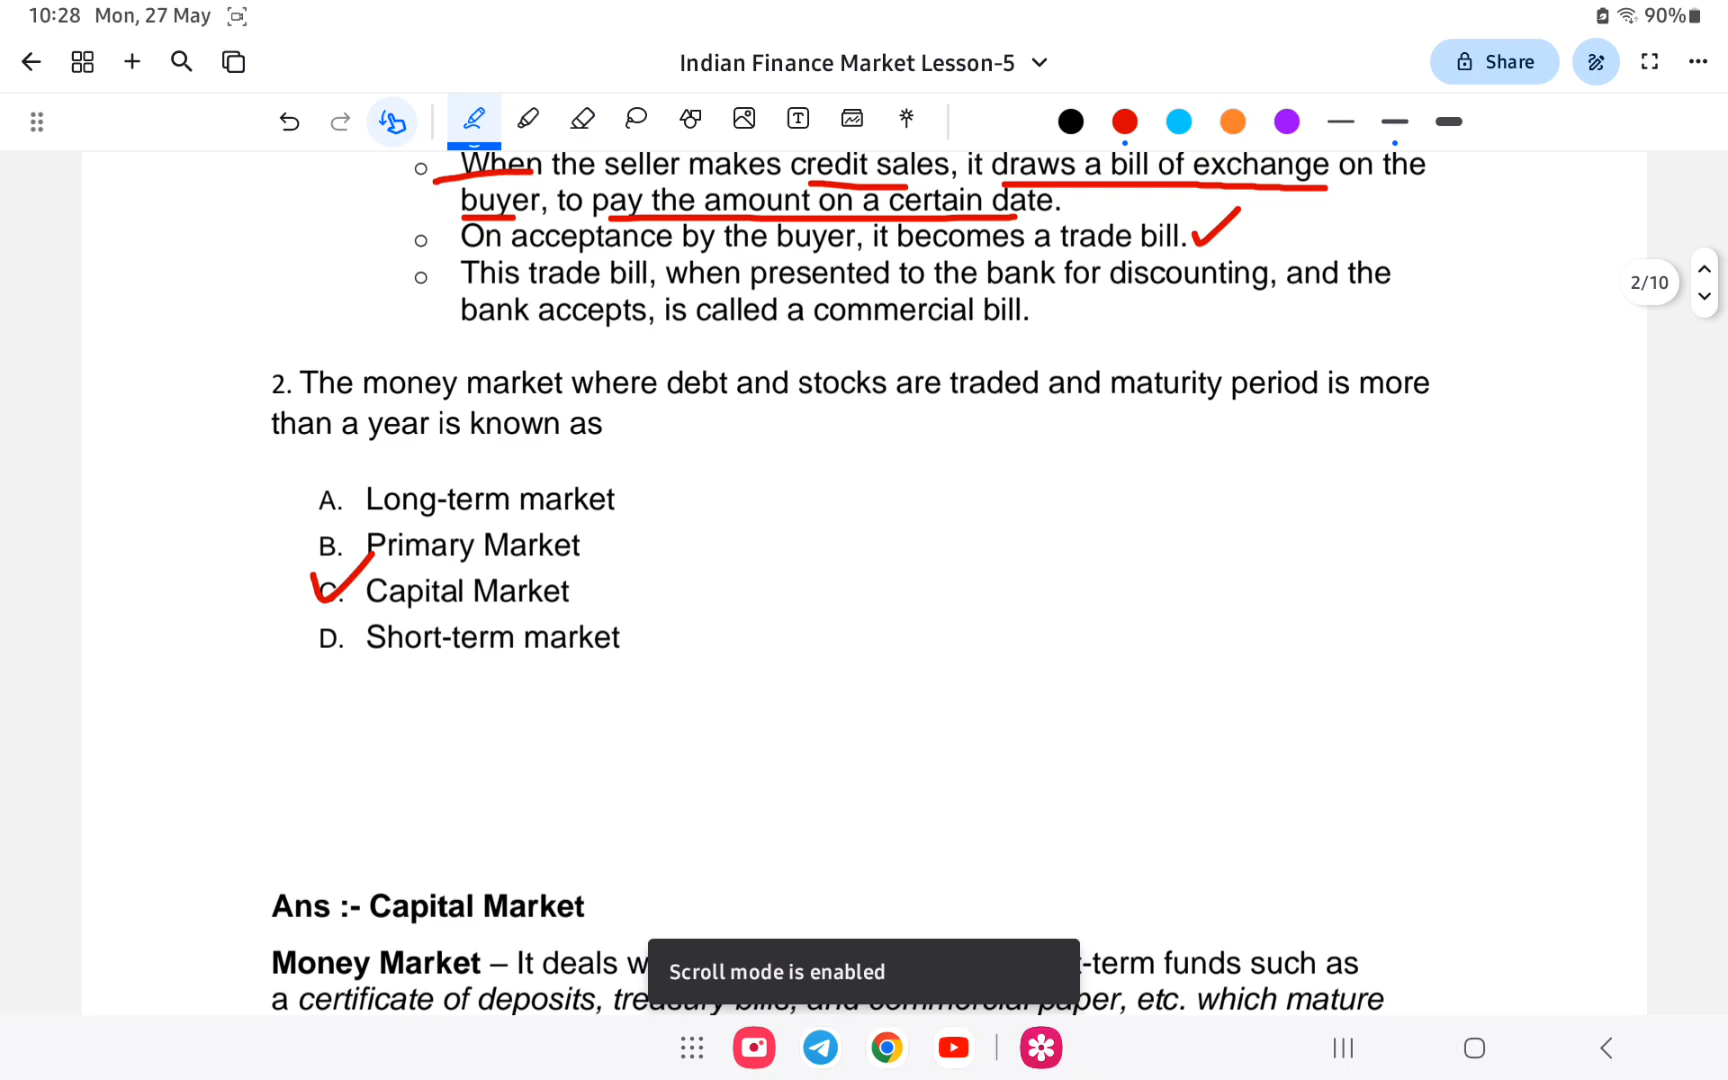 10:28 Mon, 27 May 90%
Indian Finance Market Lesson-5 Share
When the seller makes credit sales, it draws a bill of exchange on the
buyer, to pay the amount on a certain date.
On acceptance by the buyer, it becomes a trade bill.
This trade bill, when presented to the bank for discounting, and the
bank accepts, is called a commercial bill.
2/10
2. The money market where debt and stocks are traded and maturity period is more
than a year is known as
A. Long-term market
B. Primary Market
C. Capital Market
D. Short-term market
Ans :- Capital Market
Money Market – It deals -term funds such as
Scroll mode is enabled
a certificate of deposits, treasury bills, and commercial paper, etc. which mature